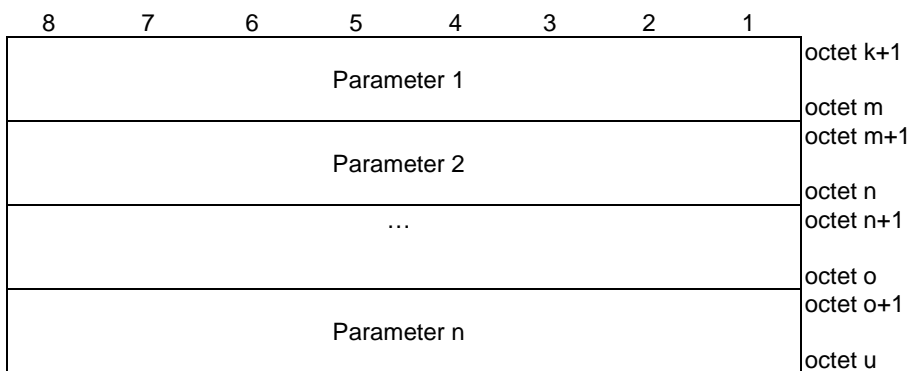 8 7 6 5 4 3 2 1
octet k+1
Parameter 1
octet m
octet m+1
Parameter 2
octet n
… octet n+1
octet o
octet o+1
Parameter n
octet u